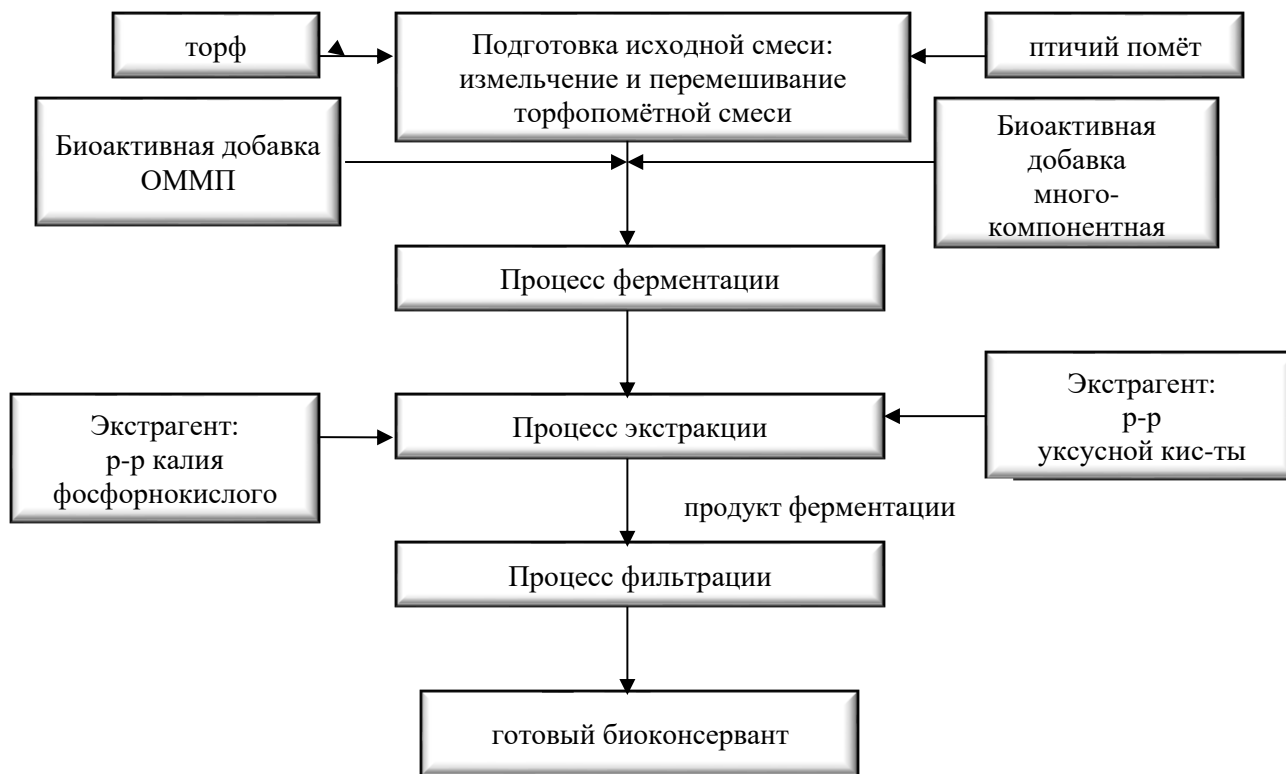 торф
Подготовка исходной смеси:
измельчение и перемешивание
торфопомётной смеси
птичий помёт
Биоактивная добавка
ОММП
Биоактивная
добавка
много-
компонентная
Процесс ферментации
Экстрагент:
р-р калия
фосфорнокислого
Процесс экстракции
Экстрагент:
р-р
уксусной кис-ты
продукт ферментации
Процесс фильтрации
готовый биоконсервант